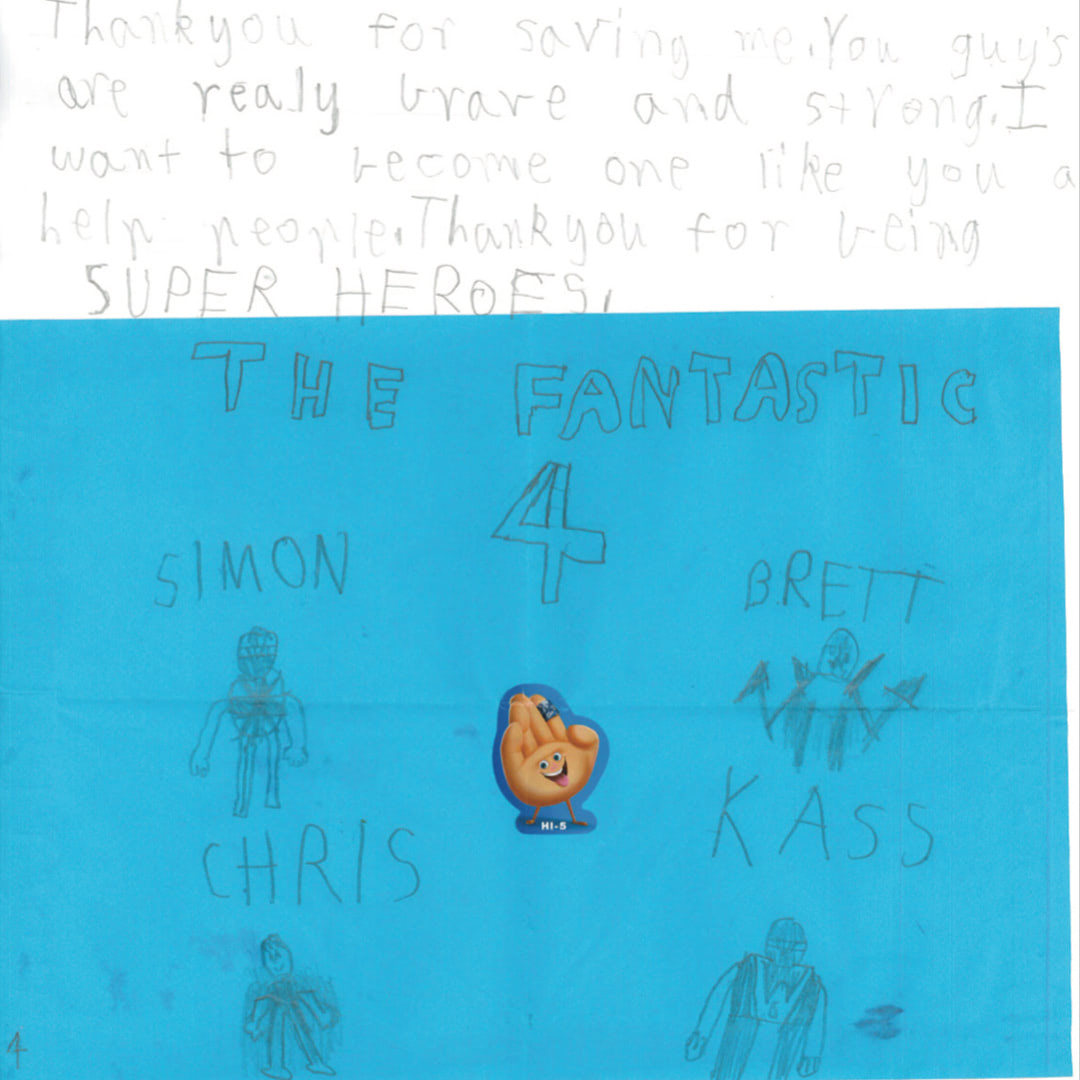 Thankyou for saving me.You guy's
are realy brave and strong.I
want to become one like you a
help people.Thankyou for being
SUPER HEROES.
THE FANTASTIC
4
SIMON
BRETT
HI-5
KASS
CHRIS
4